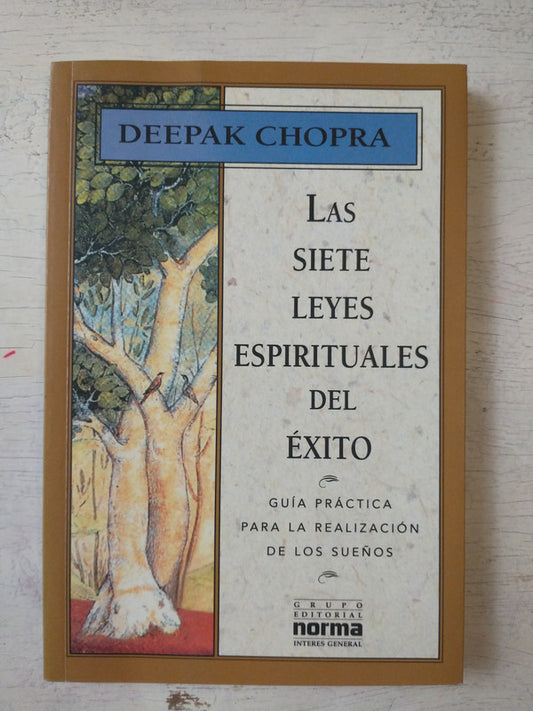 DEEPAK CHOPRA
LAS
SIETE
LEYES
ESPIRITUALES
DEL
ÉXITO
GUÍA PRÁCTICA
PARA LA REALIZACIÓN
DE LOS SUEÑOS
GRUPO
EDITORIAL
norma
INTERES GENERAL